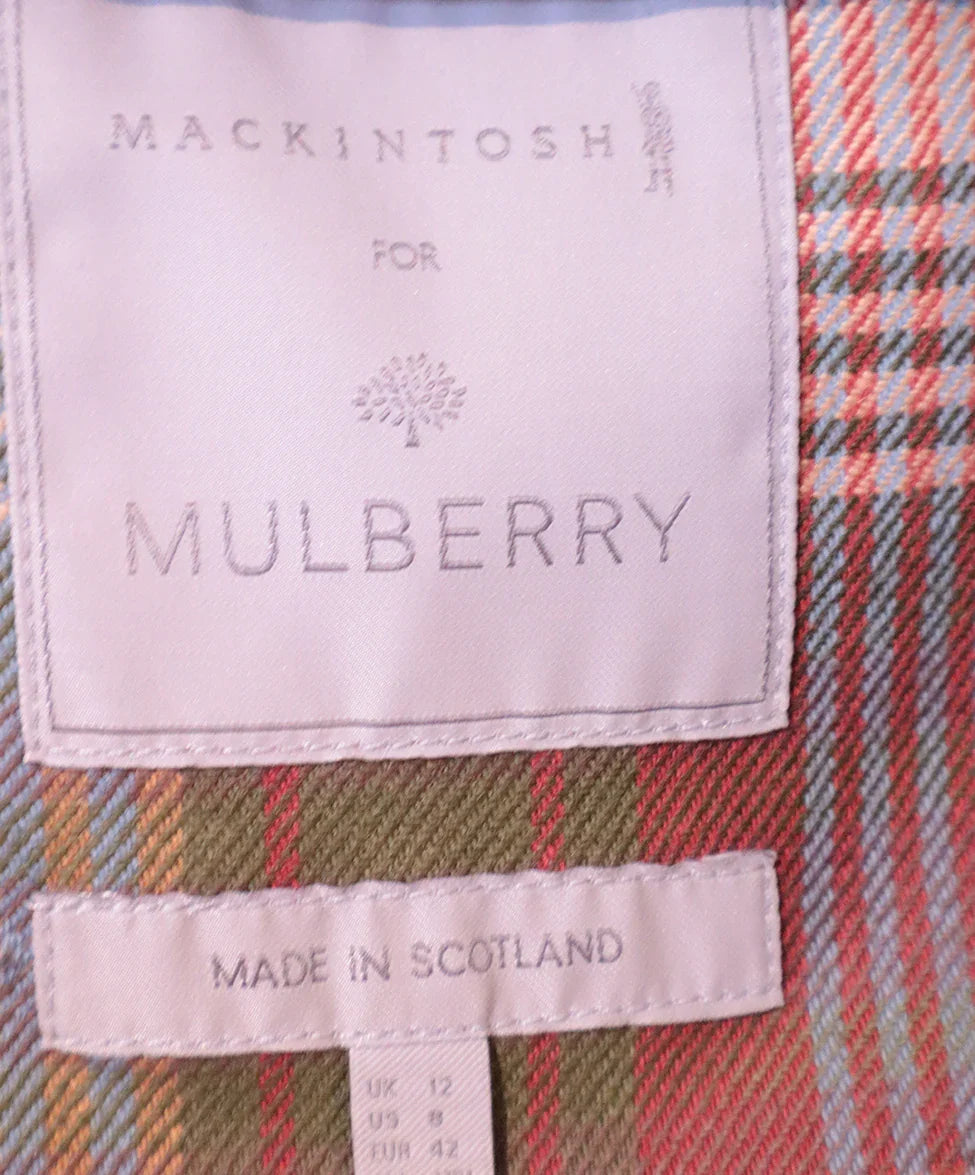 MACKINTOSH
FOR
MULBERRY
MADE IN SCOTLAND
UK 12
US 8
EUR 42